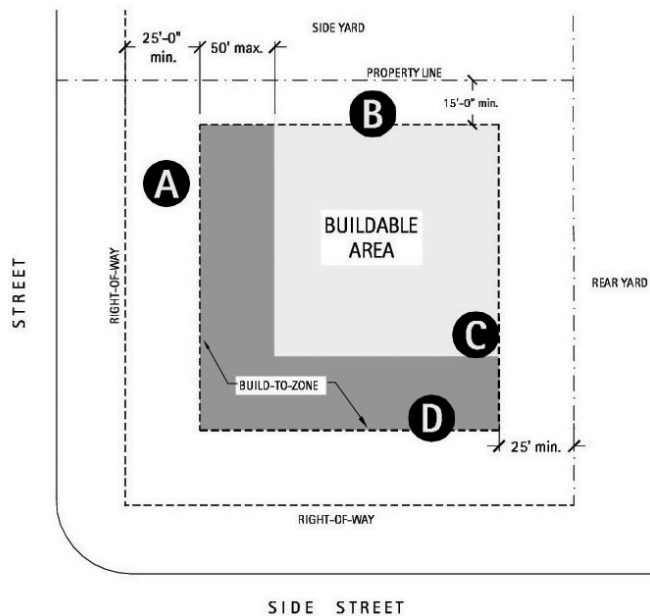 25'-0"
min.
50' max.
SIDE YARD
PROPERTY LINE
15'-0" min.
B
A
BUILDABLE
AREA
STREET
RIGHT-OF-WAY
REAR YARD
C
BUILD-TO-ZONE
D
25' min.
RIGHT-OF-WAY
SIDE STREET